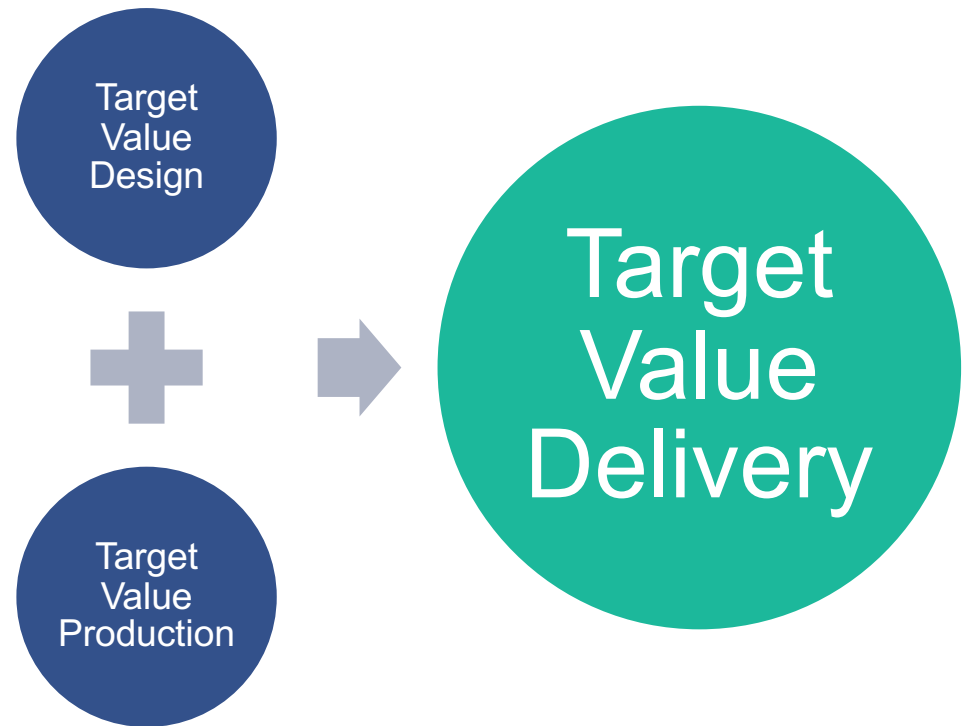 Target
Value
Design
Target
Value
Production
Target
Value
Delivery